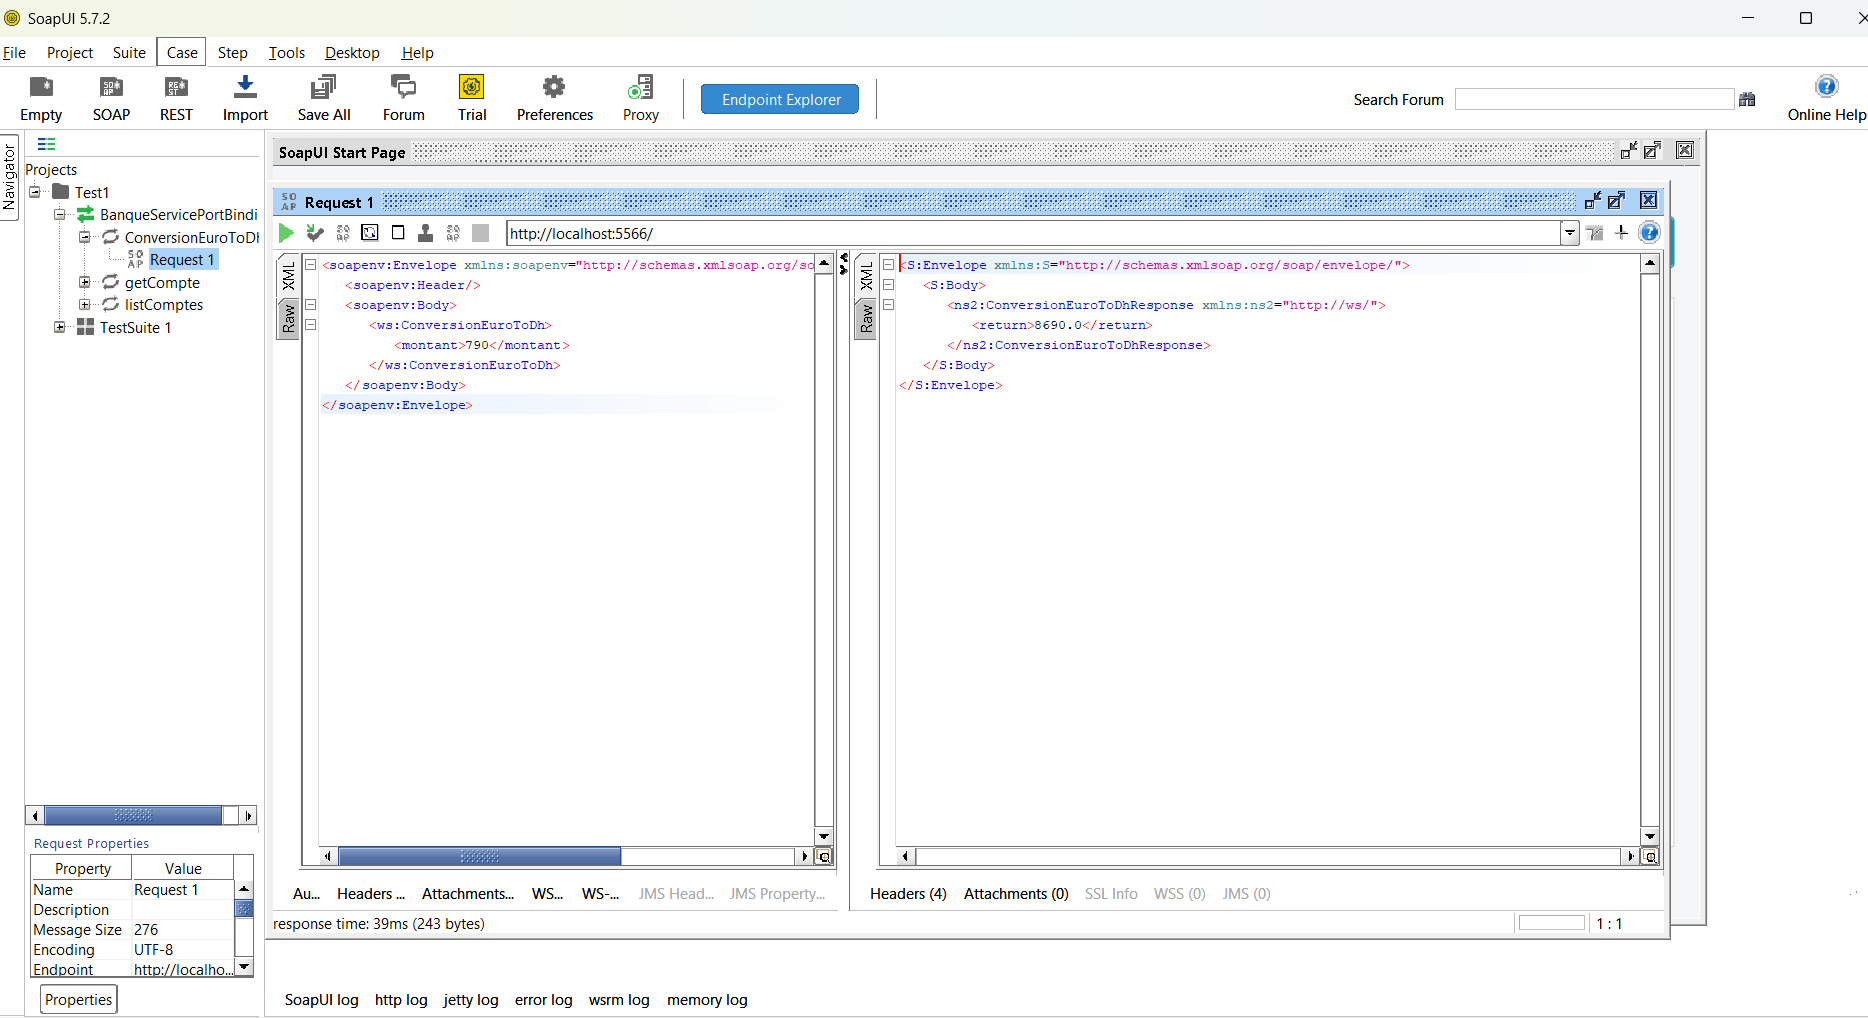 SoapUI 5.7.2
File Project Suite Case Step Tools Desktop Help
Empty SOAP REST Import Save All Forum Trial Preferences Proxy Endpoint Explorer Search Forum Online Help
Navigator
Projects
Test1
BanqueServicePortBindi
ConversionEuroToDh
Request 1
getCompte
listComptes
TestSuite 1
Request Properties
Property Value
Name Request 1
Description
Message Size 276
Encoding UTF-8
Endpoint http://localho...
Properties
SoapUI Start Page
Request 1
http://localhost:5566/
XML
Raw
<soapenv:Envelope xmlns:soapenv="http://schemas.xmlsoap.org/so
<soapenv:Header/>
<soapenv:Body>
<ws:ConversionEuroToDh>
<montant>790</montant>
</ws:ConversionEuroToDh>
</soapenv:Body>
</soapenv:Envelope>
Au... Headers ... Attachments... WS... WS-... JMS Head... JMS Property...
XML
Raw
<S:Envelope xmlns:S="http://schemas.xmlsoap.org/soap/envelope/">
<S:Body>
<ns2:ConversionEuroToDhResponse xmlns:ns2="http://ws/">
<return>8690.0</return>
</ns2:ConversionEuroToDhResponse>
</S:Body>
</S:Envelope>
Headers (4) Attachments (0) SSL Info WSS (0) JMS (0)
response time: 39ms (243 bytes)
1 : 1
SoapUI log http log jetty log error log wsrm log memory log